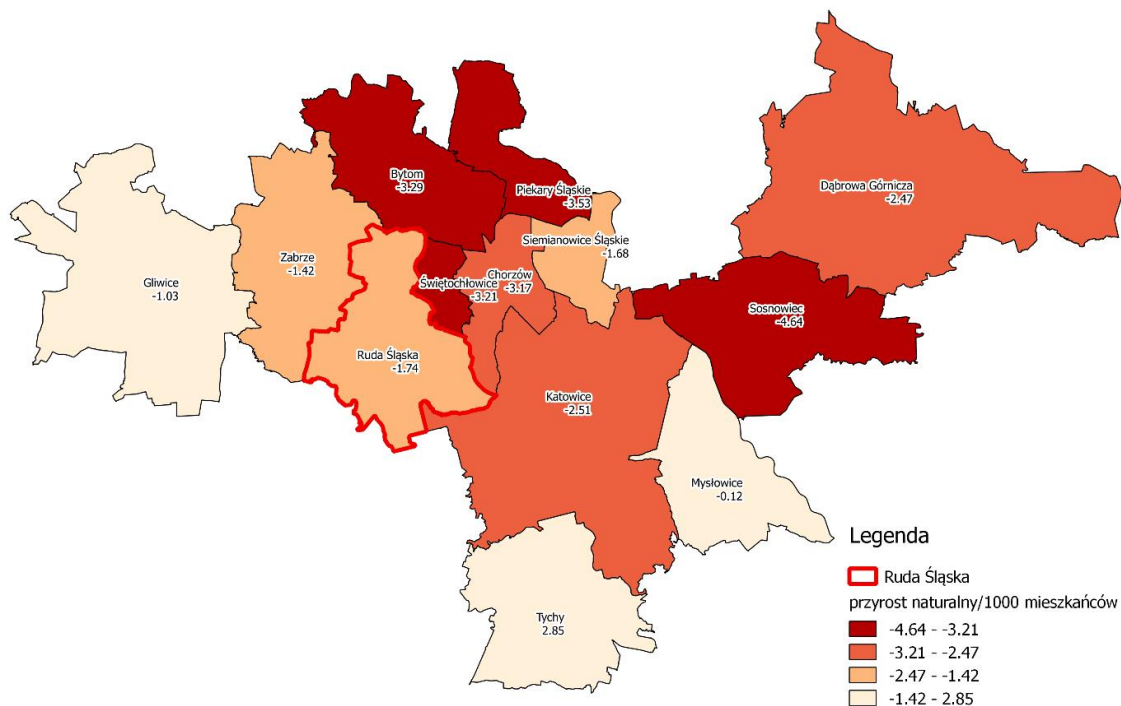 Bytom
-3.29
Piekary Śląskie
-3.53
Dąbrowa Górnicza
-2.47
Siemianowice Śląskie
-1.68
Zabrze
-1.42
Gliwice
-1.03
Świętochłowice
-3.21
Chorzów
-3.17
Sosnowiec
-4.64
Ruda Śląska
-1.74
Katowice
-2.51
Mysłowice
-0.12
Tychy
2.85
Legenda
Ruda Śląska
przyrost naturalny/1000 mieszkańców
-4.64 - -3.21
-3.21 - -2.47
-2.47 - -1.42
-1.42 - 2.85